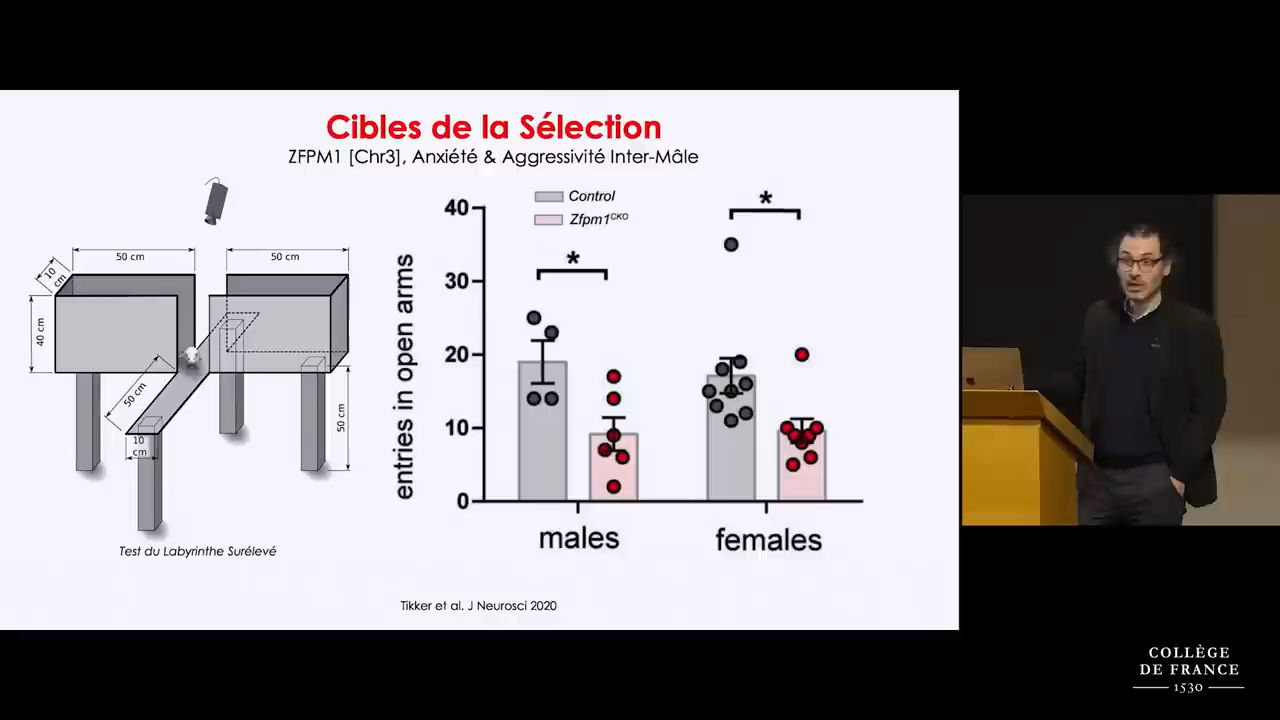 Cibles de la Sélection
ZFPM1 [Chr3], Anxiété & Aggressivité Inter-Mâle
50 cm
50 cm
10 cm
40 cm
50 cm
10 cm
50 cm
Test du Labyrinthe Surélevé
Control
Zfpm1CKO
*
*
entries in open arms
40
30
20
10
0
males
females
Tikker et al. J Neurosci 2020
COLLÈGE
DE FRANCE
1530